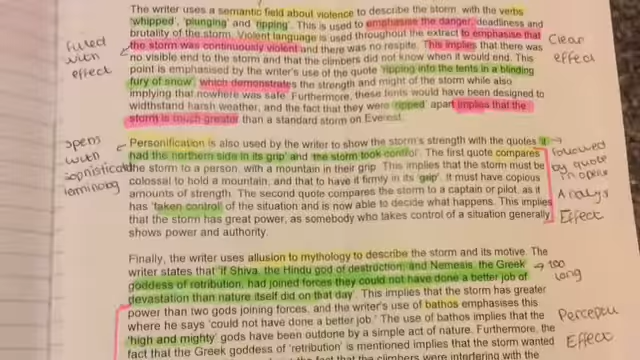 The writer uses a semantic field about violence to describe the storm, with the verbs
'whipped', 'plunging' and 'ripping'. This is used to emphasise the danger, deadliness and
brutality of the storm. Violent language is used throughout the extract to emphasise that
the storm was continuously violent and there was no respite. This implies that there was
no visible end to the storm and that the climbers did not know when it would end. This
point is emphasised by the writer's use of the quote 'ripping into the tents in a blinding
fury of snow', which demonstrates the strength and might of the storm while also
implying that nowhere was safe. Furthermore, these tents would have been designed to
widthstand harsh weather, and the fact that they were 'ripped' apart implies that the
storm is much greater than a standard storm on Everest.
filled
with
effect
Clear
effect
Personification is also used by the writer to show the storm's strength with the quotes 'it
had the northern side in its grip' and 'the storm took control'. The first quote compares
the storm to a person, with a mountain in their grip. This implies that the storm must be
colossal to hold a mountain, and that to have it firmly in its 'grip'. It must have copious
amounts of strength. The second quote compares the storm to a captain or pilot, as it
has 'taken control' of the situation and is now able to decide what happens. This implies
that the storm has great power, as somebody who takes control of a situation generally
shows power and authority.
opens
with
sophisticated
terminology
followed
by quote
Analysis
Effect
Finally, the writer uses allusion to mythology to describe the storm and its motive. The
writer states that 'if Shiva, the Hindu god of destruction, and Nemesis, the Greek
goddess of retribution, had joined forces they could not have done a better job of
devastation than nature itself did on that day'. This implies that the storm has greater
power than two gods joining forces, and the writer's use of bathos emphasises this
where he says 'could not have done a better job'. The use of bathos implies that the
'high and mighty' gods have been outdone by a simple act of nature. Furthermore, the
fact that the Greek goddess of 'retribution' is mentioned implies that the storm wanted
fact that the climbers were interfering with the
too
long
Effect